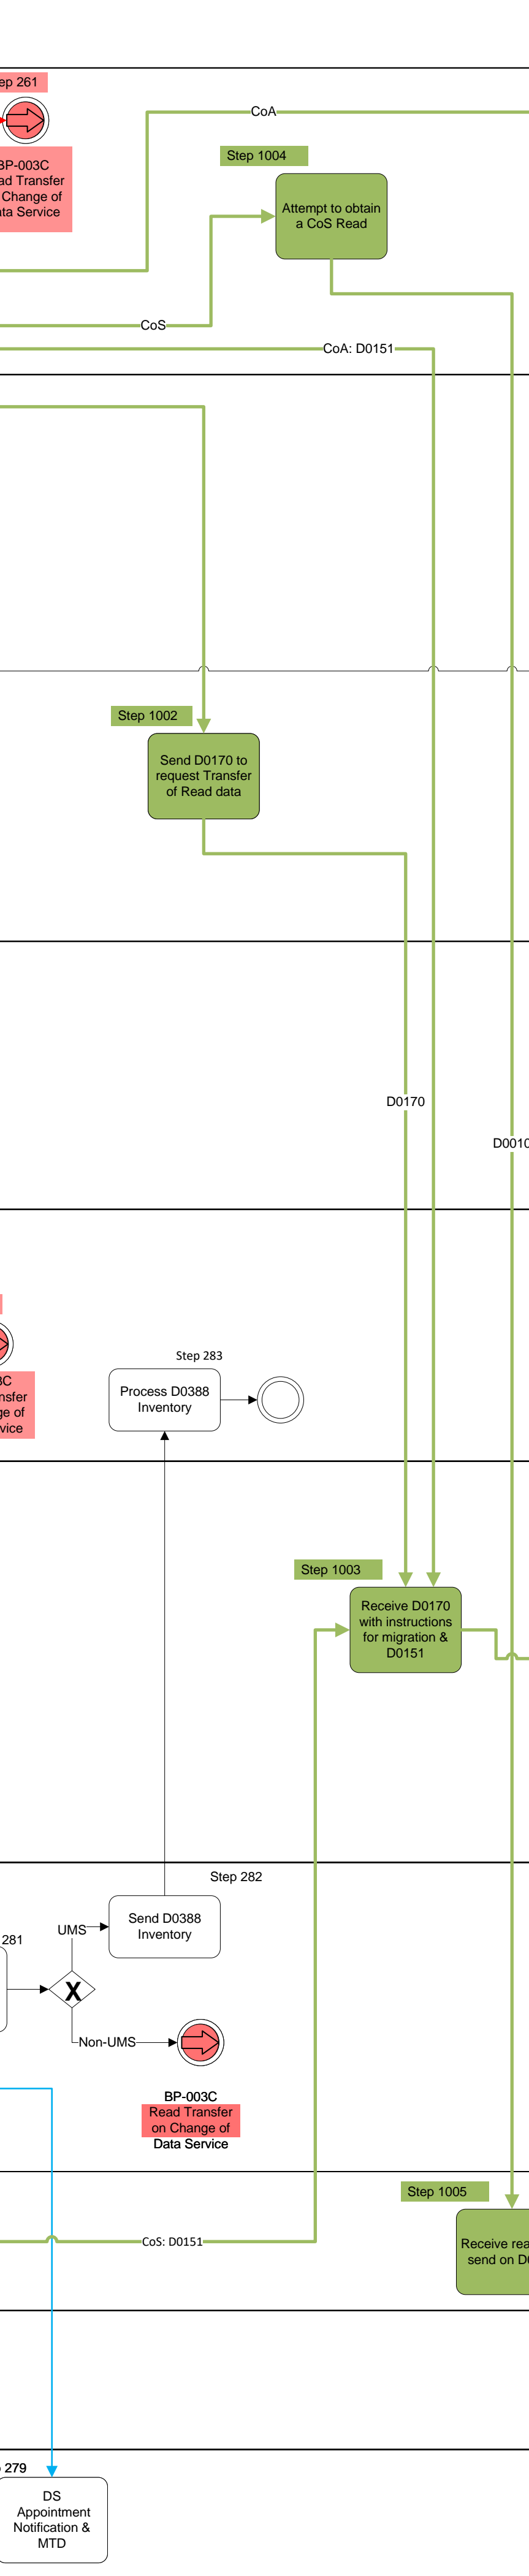 ep 261
CoA
Step 1004
BP-003C
ad Transfer
Change of
ata Service
Attempt to obtain
a CoS Read
CoS
CoA: D0151
Step 1002
Send D0170 to
request Transfer
of Read data
D0170
D0010
Step 283
Process D0388
Inventory
3C
nsfer
ge of
vice
Step 1003
Receive D0170
with instructions
for migration &
D0151
Step 282
Send D0388
Inventory
UMS
281
X
Non-UMS
BP-003C
Read Transfer
on Change of
Data Service
Step 1005
CoS: D0151
Receive rea
send on D0
279
DS
Appointment
Notification &
MTD